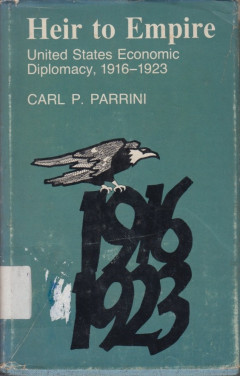 Heir to Empire
United States Economic
Diplomacy, 1916–1923
CARL P. PARRINI
1916
1923